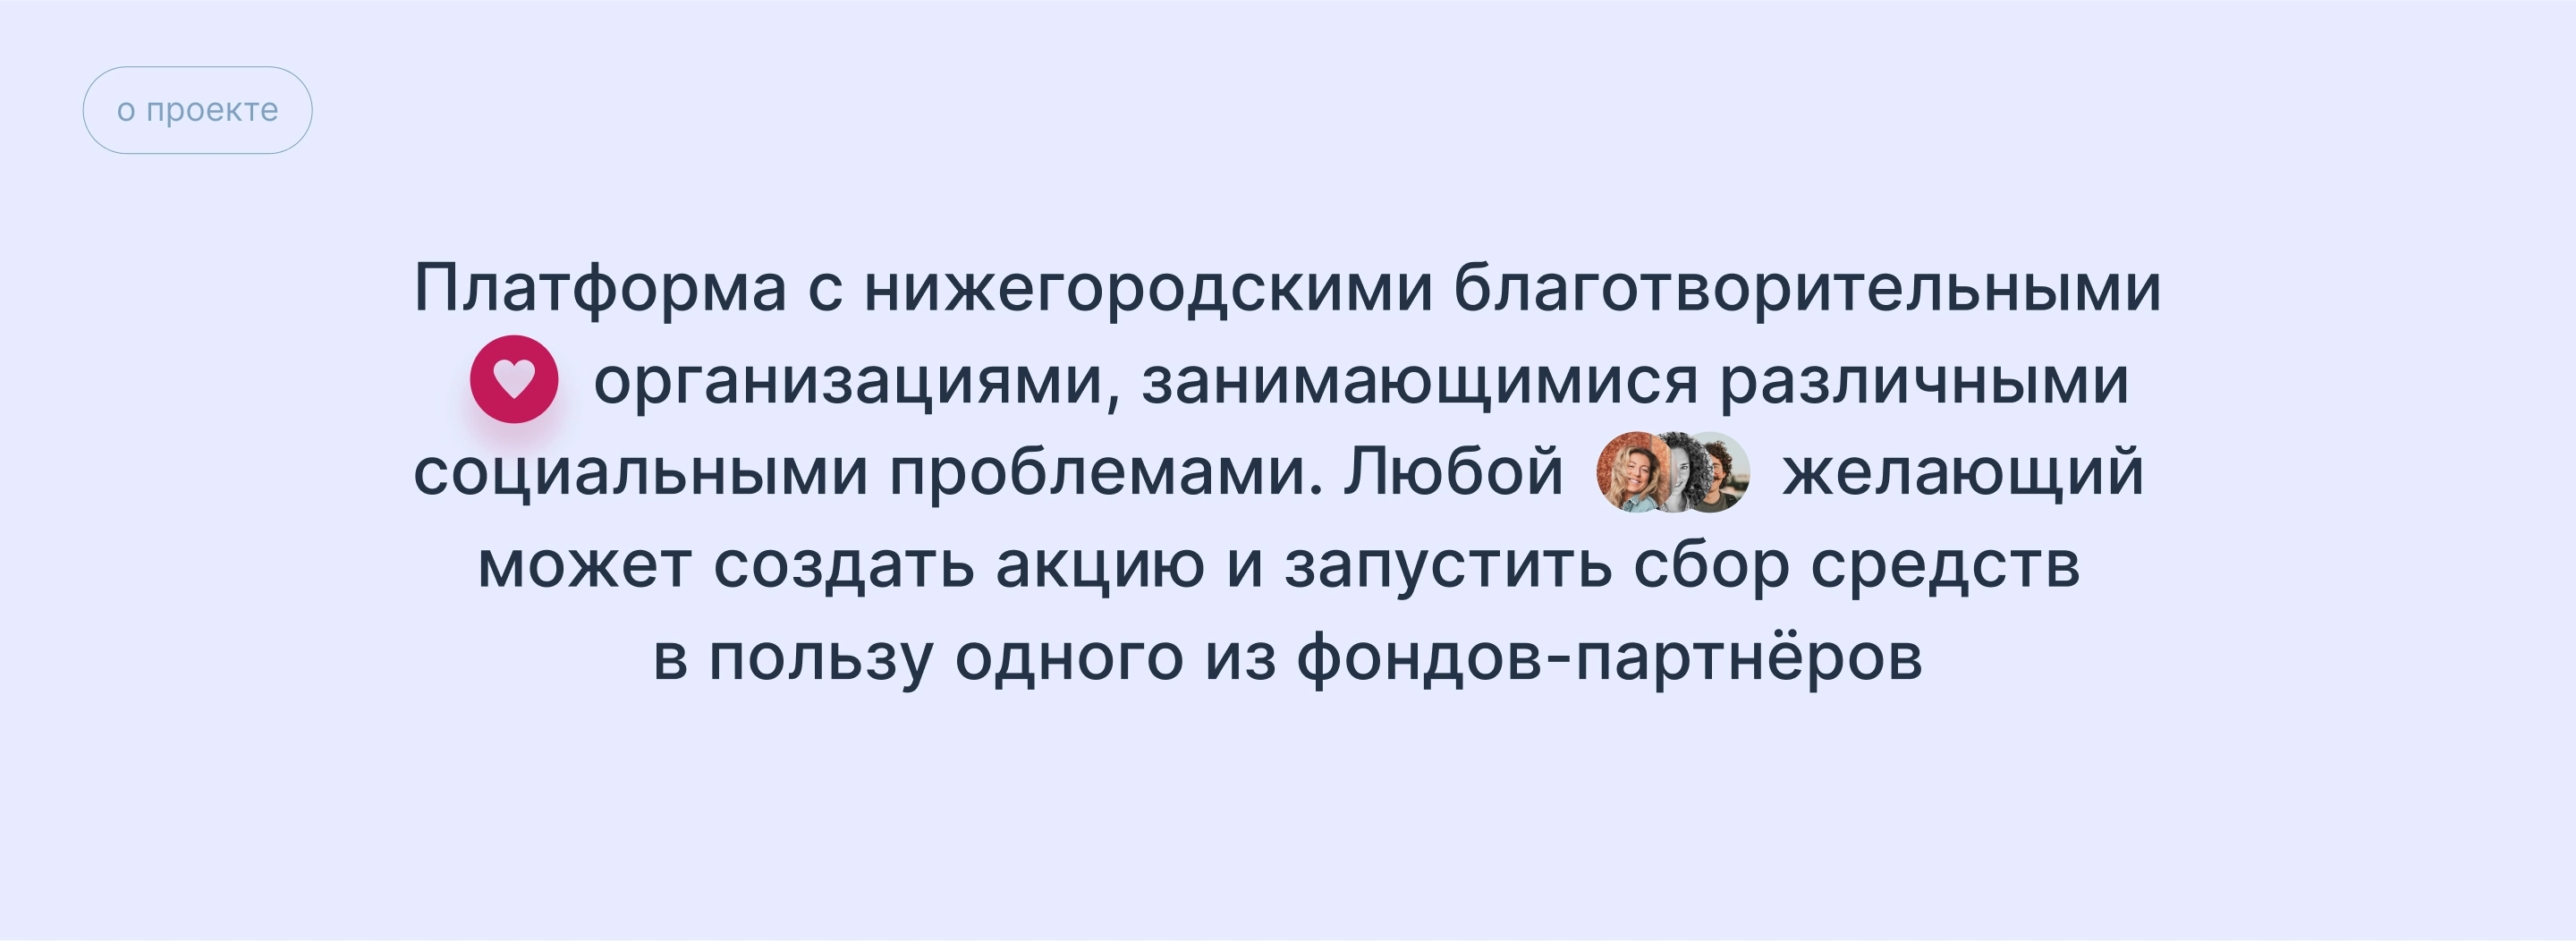 о проекте
Платформа с нижегородскими благотворительными
организациями, занимающимися различными
социальными проблемами. Любой желающий
может создать акцию и запустить сбор средств
в пользу одного из фондов-партнёров